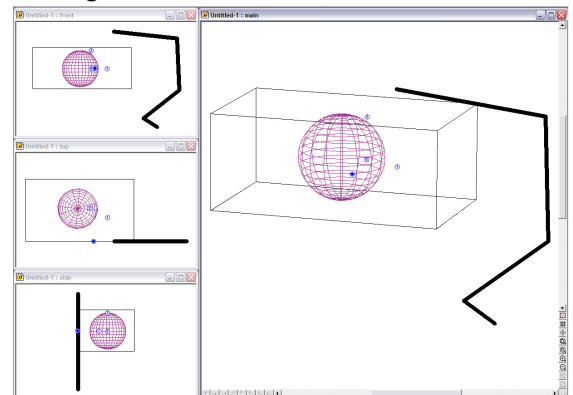 Untitled-1 : front
Untitled-1 : main
Untitled-1 : top
Untitled-1 : side